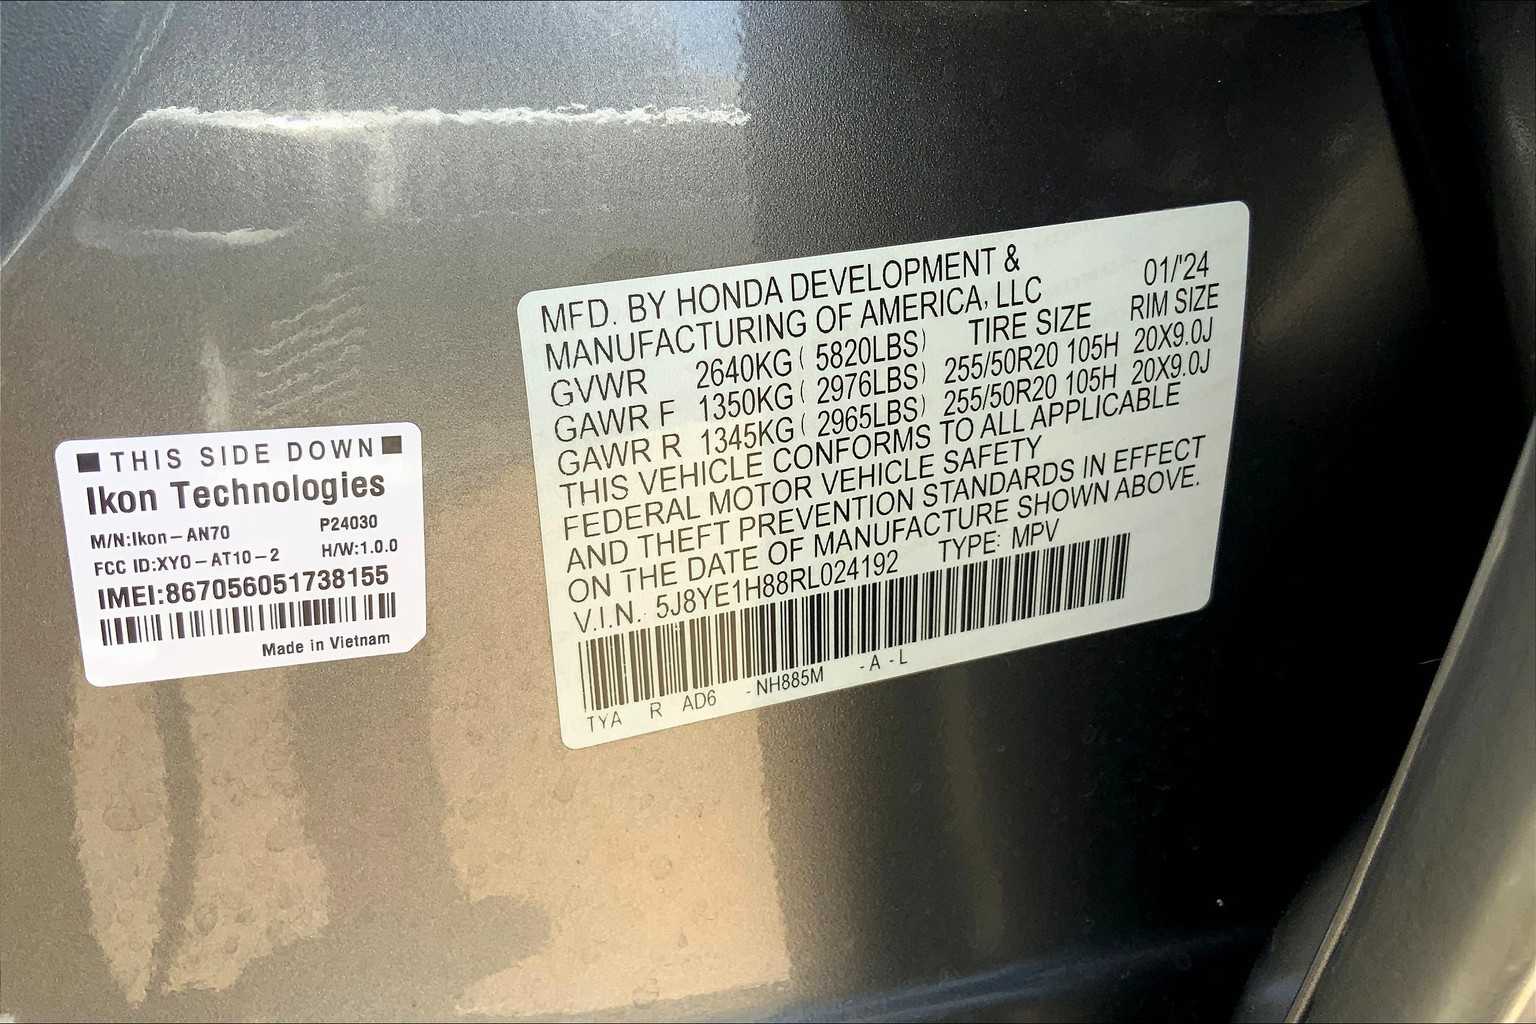 THIS SIDE DOWN
Ikon Technologies
M/N:Ikon-AN70 P24030
FCC ID:XYO-AT10-2 H/W:1.0.0
IMEI:867056051738155
Made in Vietnam
MFD. BY HONDA DEVELOPMENT & 01/'24
MANUFACTURING OF AMERICA, LLC
TIRE SIZE RIM SIZE
GVWR 2640KG ( 5820LBS)
GAWR F 1350KG ( 2976LBS) 255/50R20 105H 20X9.0J
GAWR R 1345KG ( 2965LBS) 255/50R20 105H 20X9.0J
THIS VEHICLE CONFORMS TO ALL APPLICABLE
FEDERAL MOTOR VEHICLE SAFETY
AND THEFT PREVENTION STANDARDS IN EFFECT
ON THE DATE OF MANUFACTURE SHOWN ABOVE.
V.I.N.: 5J8YE1H88RL024192 TYPE: MPV
TYA R AD6 -NH885M -A -L